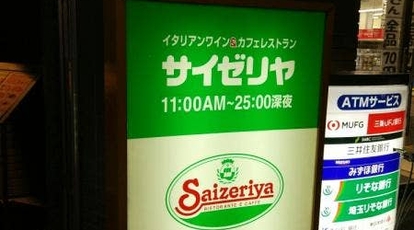 イタリアンワイン&カフェレストラン
サイゼリヤ
11:00AM~25:00深夜
Saizeriya
RISTORANTE E CAFFÈ
ATMサービス
MUFG 三菱UFJ銀行
三井住友銀行
みずほ銀行
りそな銀行
埼玉りそな銀行